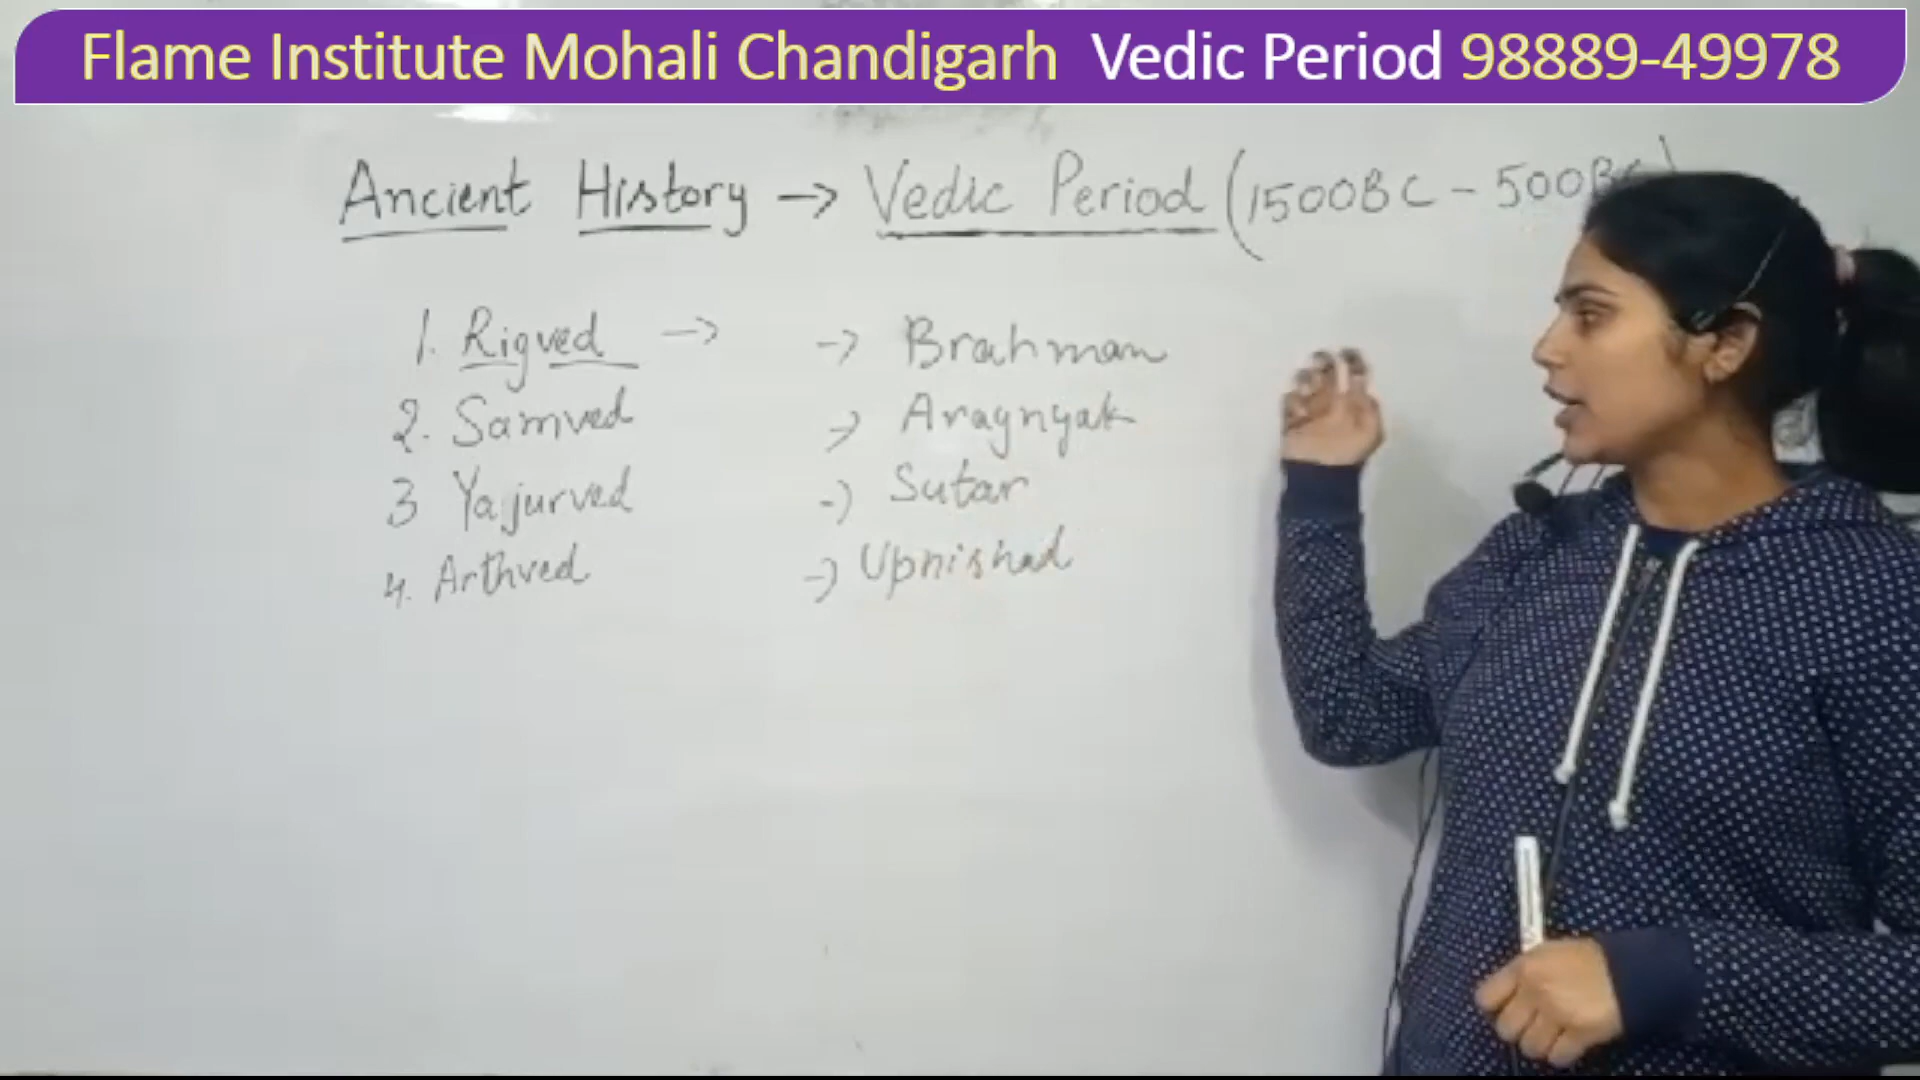 Flame Institute Mohali Chandigarh Vedic Period 98889-49978
Ancient History → Vedic Period (1500BC - 500BC)
1. Rigved → → Brahman
2. Samved → Aragnyak
3 Yajurved → Sutar
4. Arthved → Upnishad